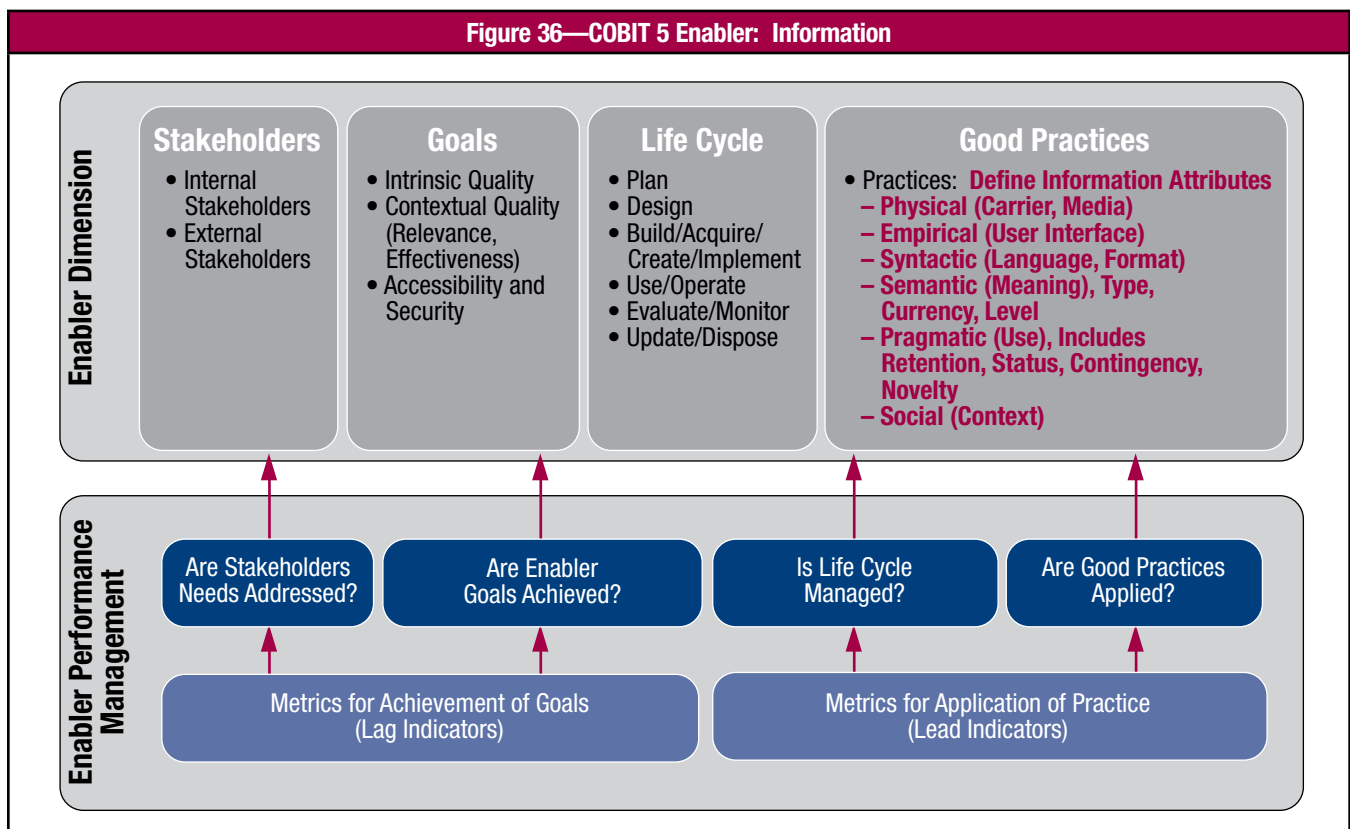 Figure 36—COBIT 5 Enabler: Information
Enabler Dimension
Stakeholders
• Internal
Stakeholders
• External
Stakeholders
Goals
• Intrinsic Quality
• Contextual Quality
(Relevance,
Effectiveness)
• Accessibility and
Security
Life Cycle
• Plan
• Design
• Build/Acquire/
Create/Implement
• Use/Operate
• Evaluate/Monitor
• Update/Dispose
Good Practices
• Practices: Define Information Attributes
– Physical (Carrier, Media)
– Empirical (User Interface)
– Syntactic (Language, Format)
– Semantic (Meaning), Type,
Currency, Level
– Pragmatic (Use), Includes
Retention, Status, Contingency,
Novelty
– Social (Context)
Enabler Performance
Management
Are Stakeholders
Needs Addressed?
Are Enabler
Goals Achieved?
Is Life Cycle
Managed?
Are Good Practices
Applied?
Metrics for Achievement of Goals
(Lag Indicators)
Metrics for Application of Practice
(Lead Indicators)